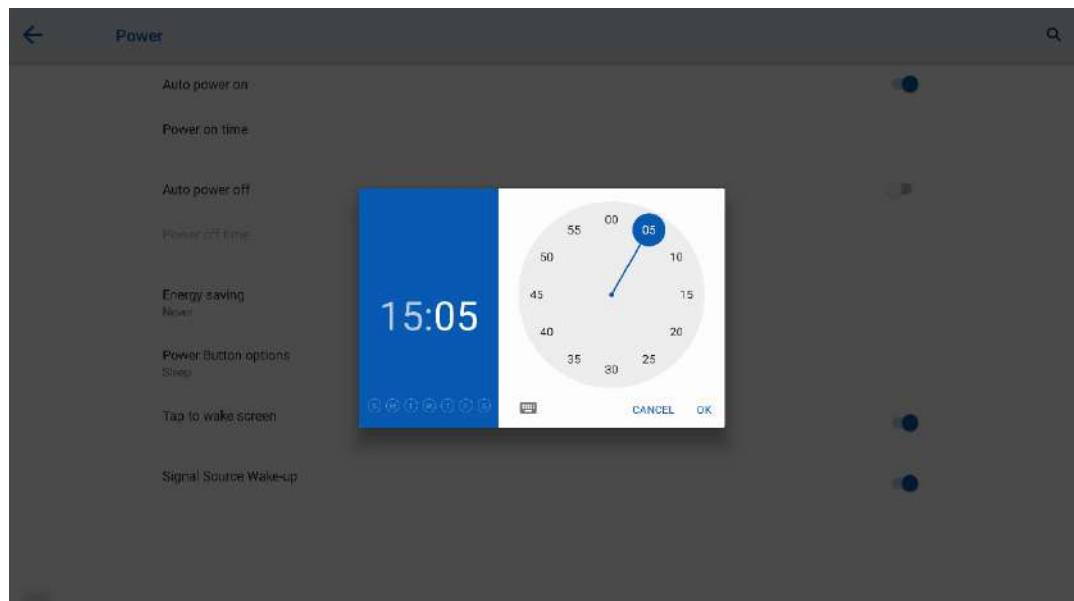 Power
Auto power on
Power on time
Auto power off
Power off time
Energy saving
Never
Power Button options
Sleep
Tap to wake screen
Signal Source Wake-up
15:05
S M T W T F S
00
05
10
15
20
25
30
35
40
45
50
55
CANCEL OK